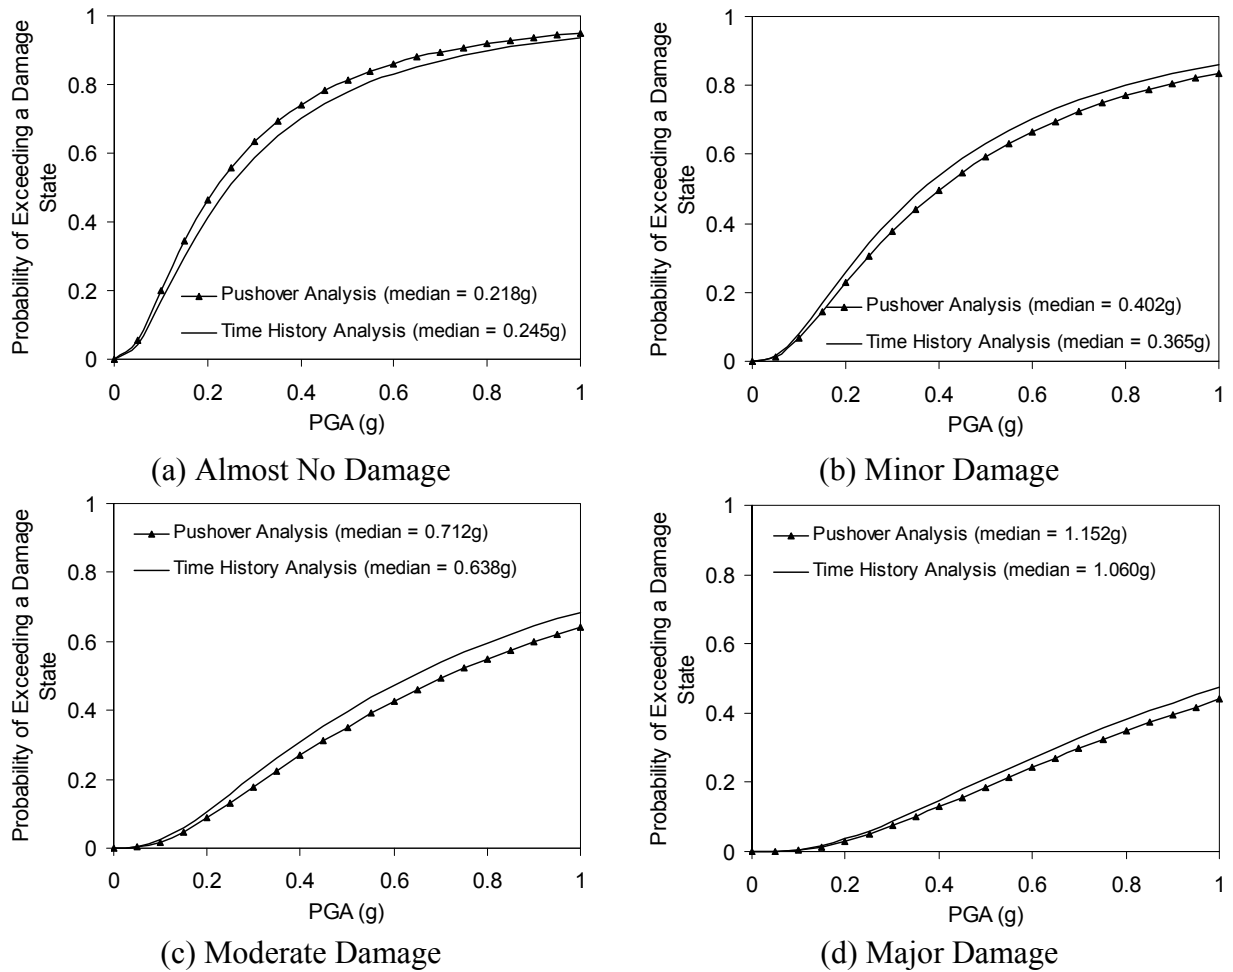 Probability of Exceeding a Damage
State
1
0.8
0.6
0.4
0.2
0
Pushover Analysis (median = 0.218g)
Time History Analysis (median = 0.245g)
0 0.2 0.4 0.6 0.8 1
PGA (g)
(a) Almost No Damage
Probability of Exceeding a Damage
State
1
0.8
0.6
0.4
0.2
0
Pushover Analysis (median = 0.402g)
Time History Analysis (median = 0.365g)
0 0.2 0.4 0.6 0.8 1
PGA (g)
(b) Minor Damage
Probability of Exceeding a Damage
State
1
0.8
0.6
0.4
0.2
0
Pushover Analysis (median = 0.712g)
Time History Analysis (median = 0.638g)
0 0.2 0.4 0.6 0.8 1
PGA (g)
(c) Moderate Damage
Probability of Exceeding a Damage
State
1
0.8
0.6
0.4
0.2
0
Pushover Analysis (median = 1.152g)
Time History Analysis (median = 1.060g)
0 0.2 0.4 0.6 0.8 1
PGA (g)
(d) Major Damage